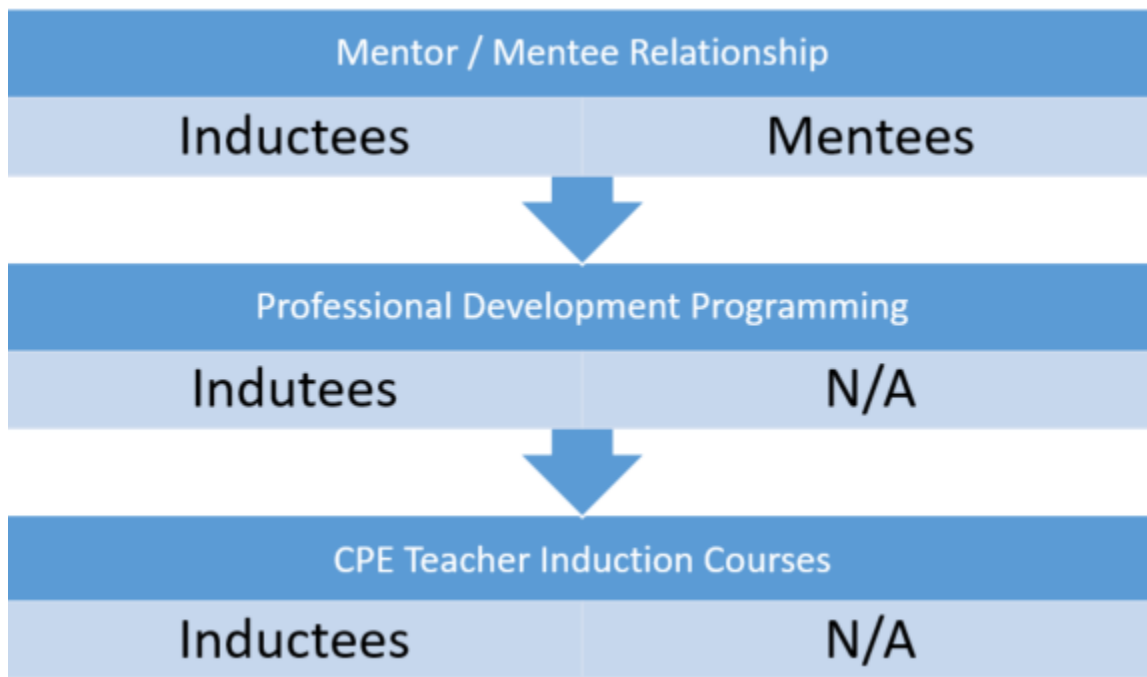 Mentor / Mentee Relationship
Inductees Mentees
Professional Development Programming
Indutees N/A
CPE Teacher Induction Courses
Inductees N/A